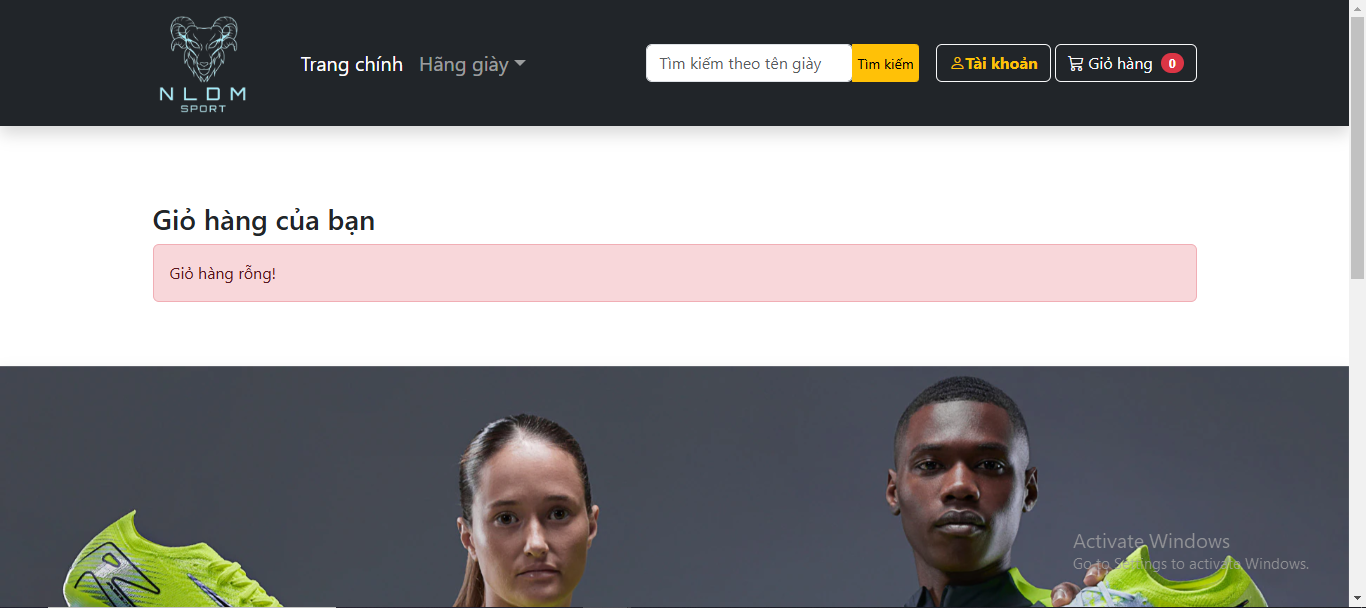 NLDM
SPORT
Trang chính
Hãng giày
Tìm kiếm theo tên giày
Tìm kiếm
Tài khoản
Giỏ hàng 0
Giỏ hàng của bạn
Giỏ hàng rỗng!
Activate Windows
Go to Settings to activate Windows.